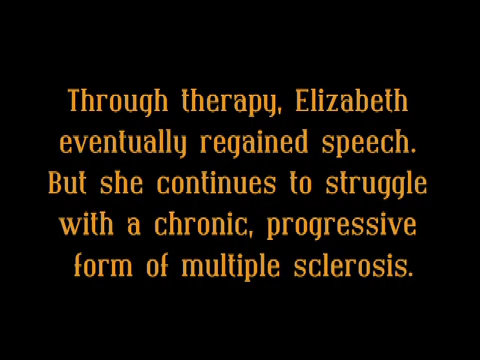 Through therapy, Elizabeth
eventually regained speech.
But she continues to struggle
with a chronic, progressive
form of multiple sclerosis.